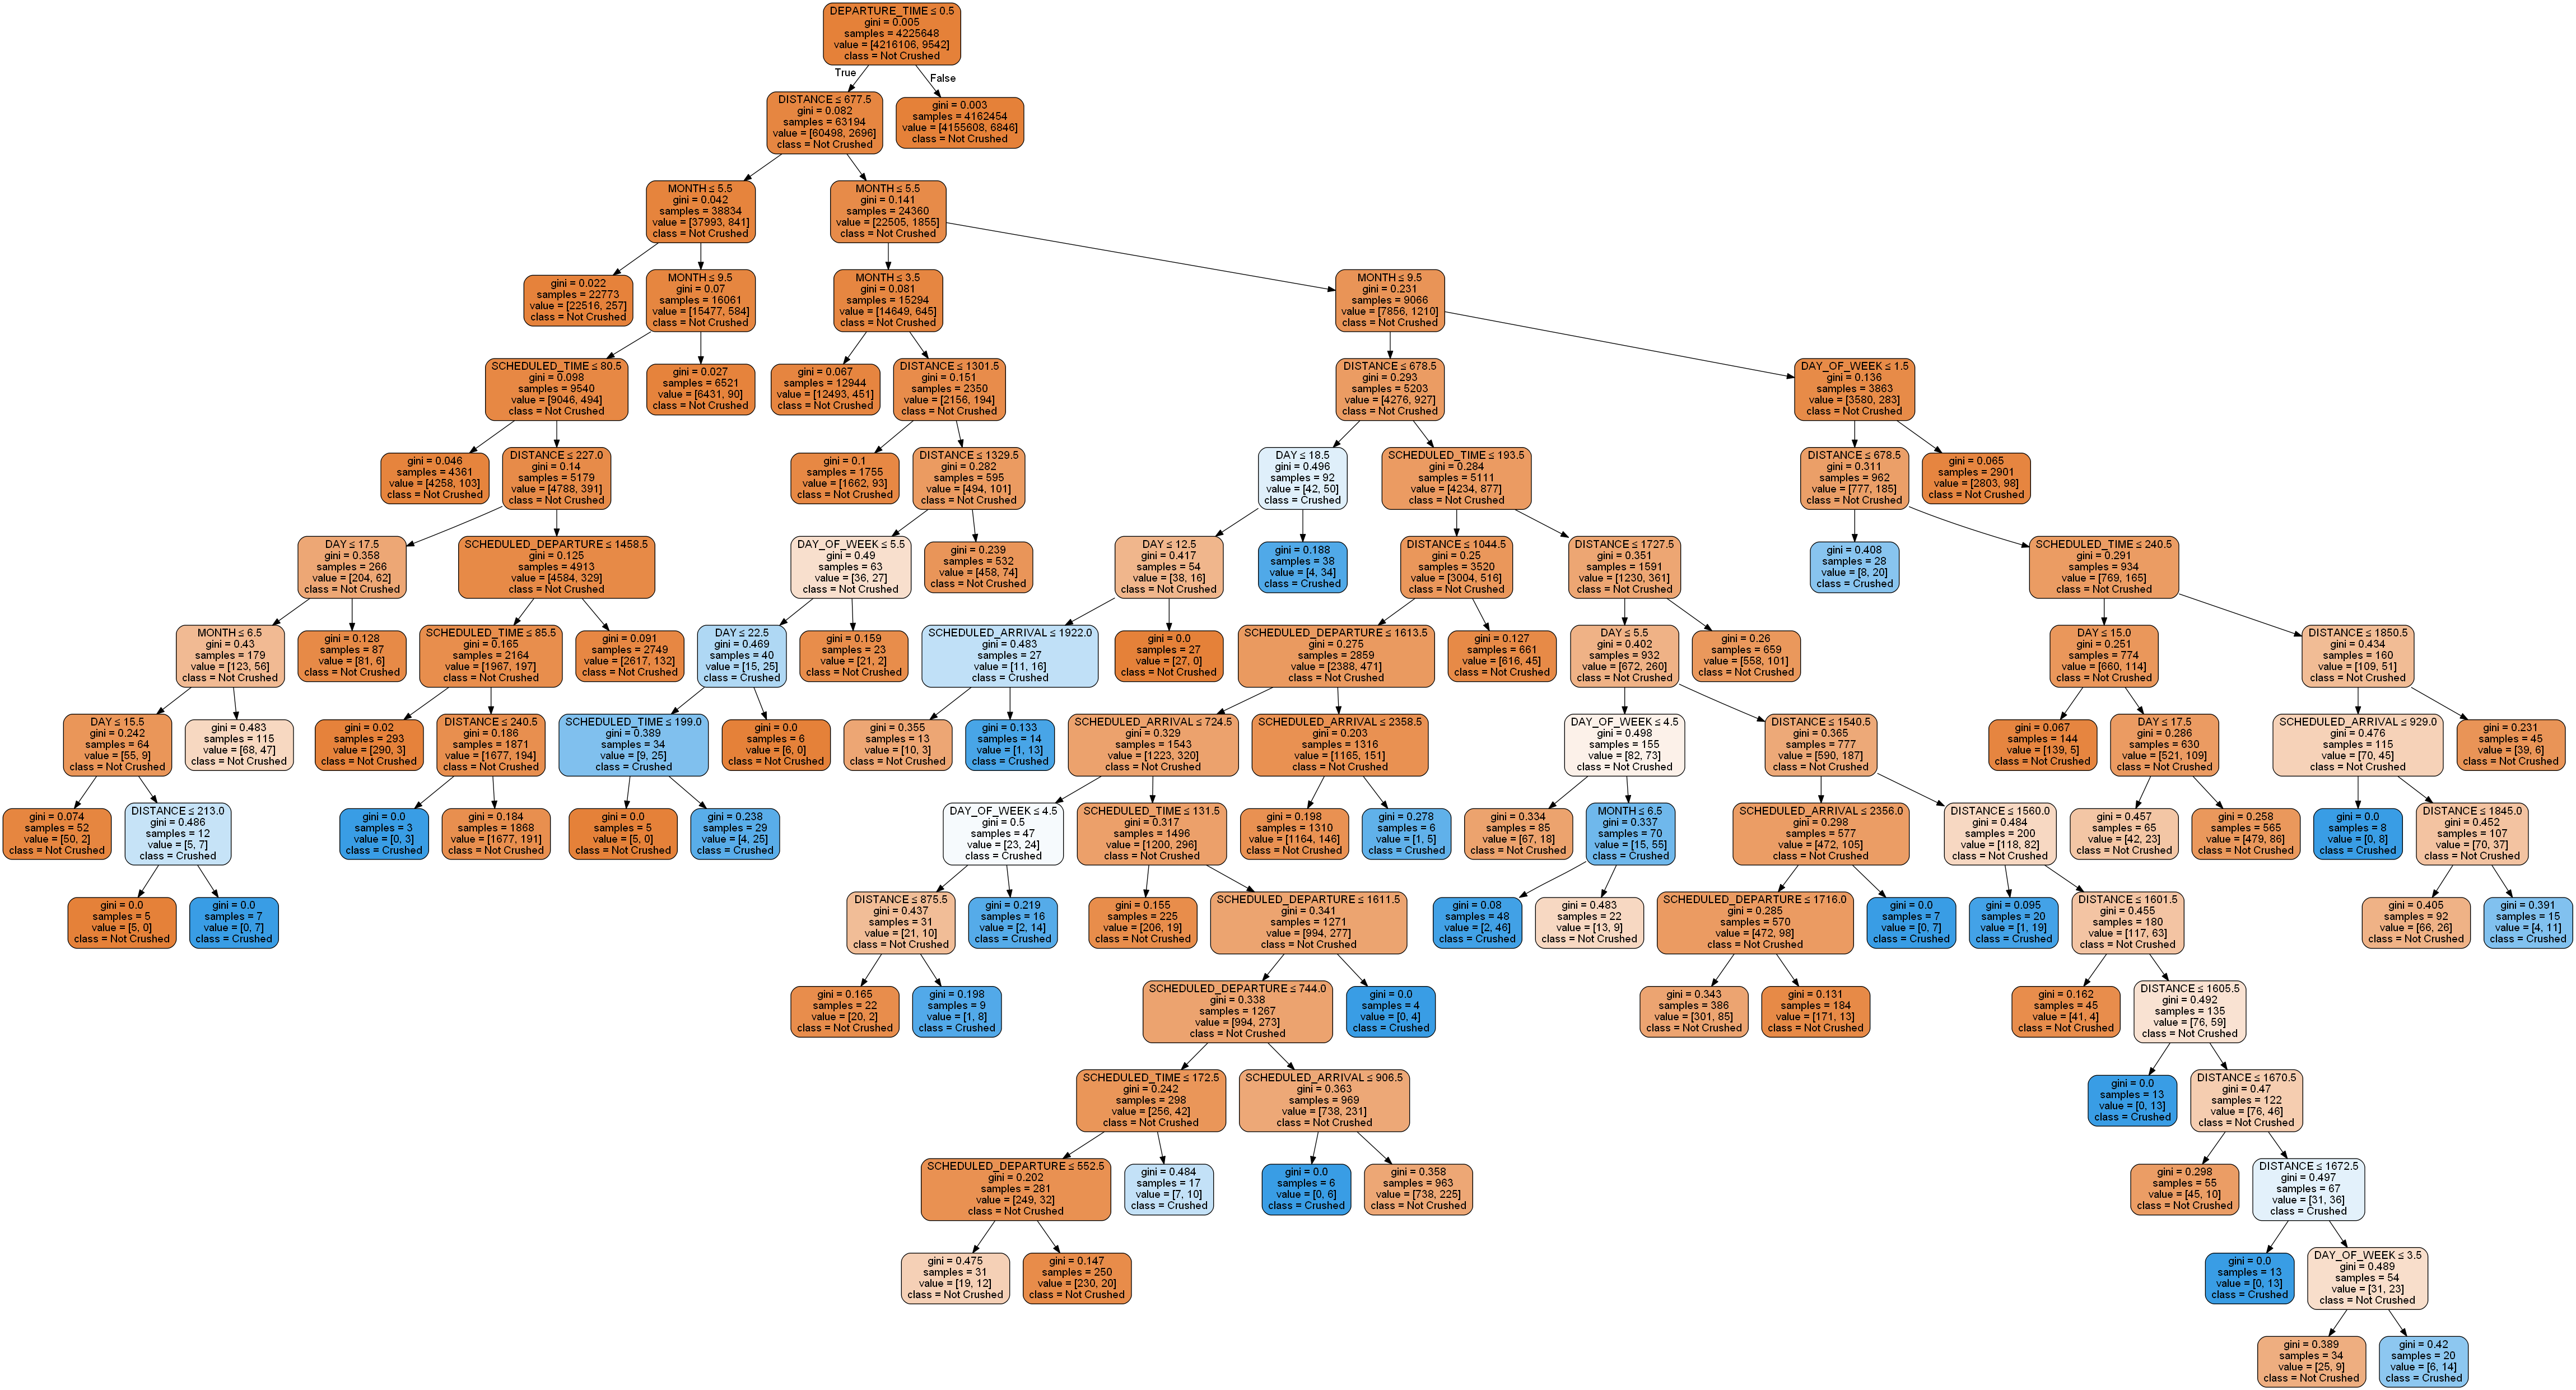 DEPARTURE_TIME ≤ 0.5
gini = 0.005
samples = 4225648
value = [4216106, 9542]
class = Not Crushed
True
False
DISTANCE ≤ 677.5
gini = 0.082
samples = 63194
value = [60498, 2696]
class = Not Crushed
gini = 0.003
samples = 4162454
value = [4155608, 6846]
class = Not Crushed
MONTH ≤ 5.5
gini = 0.042
samples = 38834
value = [37993, 841]
class = Not Crushed
MONTH ≤ 5.5
gini = 0.141
samples = 24360
value = [22505, 1855]
class = Not Crushed
gini = 0.022
samples = 22773
value = [22516, 257]
class = Not Crushed
MONTH ≤ 9.5
gini = 0.07
samples = 16061
value = [15477, 584]
class = Not Crushed
MONTH ≤ 3.5
gini = 0.081
samples = 15294
value = [14649, 645]
class = Not Crushed
MONTH ≤ 9.5
gini = 0.231
samples = 9066
value = [7856, 1210]
class = Not Crushed
SCHEDULED_TIME ≤ 80.5
gini = 0.098
samples = 9540
value = [9046, 494]
class = Not Crushed
gini = 0.027
samples = 6521
value = [6431, 90]
class = Not Crushed
gini = 0.067
samples = 12944
value = [12493, 451]
class = Not Crushed
DISTANCE ≤ 1301.5
gini = 0.151
samples = 2350
value = [2156, 194]
class = Not Crushed
DISTANCE ≤ 678.5
gini = 0.293
samples = 5203
value = [4276, 927]
class = Not Crushed
DAY_OF_WEEK ≤ 1.5
gini = 0.136
samples = 3863
value = [3580, 283]
class = Not Crushed
gini = 0.046
samples = 4361
value = [4258, 103]
class = Not Crushed
DISTANCE ≤ 227.0
gini = 0.14
samples = 5179
value = [4788, 391]
class = Not Crushed
gini = 0.1
samples = 1755
value = [1662, 93]
class = Not Crushed
DISTANCE ≤ 1329.5
gini = 0.282
samples = 595
value = [494, 101]
class = Not Crushed
DAY ≤ 18.5
gini = 0.496
samples = 92
value = [42, 50]
class = Crushed
SCHEDULED_TIME ≤ 193.5
gini = 0.284
samples = 5111
value = [4234, 877]
class = Not Crushed
DISTANCE ≤ 678.5
gini = 0.311
samples = 962
value = [777, 185]
class = Not Crushed
gini = 0.065
samples = 2901
value = [2803, 98]
class = Not Crushed
DAY ≤ 17.5
gini = 0.358
samples = 266
value = [204, 62]
class = Not Crushed
SCHEDULED_DEPARTURE ≤ 1458.5
gini = 0.125
samples = 4913
value = [4584, 329]
class = Not Crushed
DAY_OF_WEEK ≤ 5.5
gini = 0.49
samples = 63
value = [36, 27]
class = Not Crushed
gini = 0.239
samples = 532
value = [458, 74]
class = Not Crushed
DAY ≤ 12.5
gini = 0.417
samples = 54
value = [38, 16]
class = Not Crushed
gini = 0.188
samples = 38
value = [4, 34]
class = Crushed
DISTANCE ≤ 1044.5
gini = 0.25
samples = 3520
value = [3004, 516]
class = Not Crushed
DISTANCE ≤ 1727.5
gini = 0.351
samples = 1591
value = [1230, 361]
class = Not Crushed
gini = 0.408
samples = 28
value = [8, 20]
class = Crushed
SCHEDULED_TIME ≤ 240.5
gini = 0.291
samples = 934
value = [769, 165]
class = Not Crushed
MONTH ≤ 6.5
gini = 0.43
samples = 179
value = [123, 56]
class = Not Crushed
gini = 0.128
samples = 87
value = [81, 6]
class = Not Crushed
SCHEDULED_TIME ≤ 85.5
gini = 0.165
samples = 2164
value = [1967, 197]
class = Not Crushed
gini = 0.091
samples = 2749
value = [2617, 132]
class = Not Crushed
DAY ≤ 22.5
gini = 0.469
samples = 40
value = [15, 25]
class = Crushed
gini = 0.159
samples = 23
value = [21, 2]
class = Not Crushed
SCHEDULED_ARRIVAL ≤ 1922.0
gini = 0.483
samples = 27
value = [11, 16]
class = Crushed
gini = 0.0
samples = 27
value = [27, 0]
class = Not Crushed
SCHEDULED_DEPARTURE ≤ 1613.5
gini = 0.275
samples = 2859
value = [2388, 471]
class = Not Crushed
gini = 0.127
samples = 661
value = [616, 45]
class = Not Crushed
DAY ≤ 5.5
gini = 0.402
samples = 932
value = [672, 260]
class = Not Crushed
gini = 0.26
samples = 659
value = [558, 101]
class = Not Crushed
DAY ≤ 15.0
gini = 0.251
samples = 774
value = [660, 114]
class = Not Crushed
DISTANCE ≤ 1850.5
gini = 0.434
samples = 160
value = [109, 51]
class = Not Crushed
DAY ≤ 15.5
gini = 0.242
samples = 64
value = [55, 9]
class = Not Crushed
gini = 0.483
samples = 115
value = [68, 47]
class = Not Crushed
gini = 0.02
samples = 293
value = [290, 3]
class = Not Crushed
DISTANCE ≤ 240.5
gini = 0.186
samples = 1871
value = [1677, 194]
class = Not Crushed
SCHEDULED_TIME ≤ 199.0
gini = 0.389
samples = 34
value = [9, 25]
class = Crushed
gini = 0.0
samples = 6
value = [6, 0]
class = Not Crushed
gini = 0.355
samples = 13
value = [10, 3]
class = Not Crushed
gini = 0.133
samples = 14
value = [1, 13]
class = Crushed
SCHEDULED_ARRIVAL ≤ 724.5
gini = 0.329
samples = 1543
value = [1223, 320]
class = Not Crushed
SCHEDULED_ARRIVAL ≤ 2358.5
gini = 0.203
samples = 1316
value = [1165, 151]
class = Not Crushed
DAY_OF_WEEK ≤ 4.5
gini = 0.498
samples = 155
value = [82, 73]
class = Not Crushed
DISTANCE ≤ 1540.5
gini = 0.365
samples = 777
value = [590, 187]
class = Not Crushed
gini = 0.067
samples = 144
value = [139, 5]
class = Not Crushed
DAY ≤ 17.5
gini = 0.286
samples = 630
value = [521, 109]
class = Not Crushed
SCHEDULED_ARRIVAL ≤ 929.0
gini = 0.476
samples = 115
value = [70, 45]
class = Not Crushed
gini = 0.231
samples = 45
value = [39, 6]
class = Not Crushed
gini = 0.074
samples = 52
value = [50, 2]
class = Not Crushed
DISTANCE ≤ 213.0
gini = 0.486
samples = 12
value = [5, 7]
class = Crushed
gini = 0.0
samples = 3
value = [0, 3]
class = Crushed
gini = 0.184
samples = 1868
value = [1677, 191]
class = Not Crushed
gini = 0.0
samples = 5
value = [5, 0]
class = Not Crushed
gini = 0.238
samples = 29
value = [4, 25]
class = Crushed
DAY_OF_WEEK ≤ 4.5
gini = 0.5
samples = 47
value = [23, 24]
class = Crushed
SCHEDULED_TIME ≤ 131.5
gini = 0.317
samples = 1496
value = [1200, 296]
class = Not Crushed
gini = 0.198
samples = 1310
value = [1164, 146]
class = Not Crushed
gini = 0.278
samples = 6
value = [1, 5]
class = Crushed
gini = 0.334
samples = 85
value = [67, 18]
class = Not Crushed
MONTH ≤ 6.5
gini = 0.337
samples = 70
value = [15, 55]
class = Crushed
SCHEDULED_ARRIVAL ≤ 2356.0
gini = 0.298
samples = 577
value = [472, 105]
class = Not Crushed
DISTANCE ≤ 1560.0
gini = 0.484
samples = 200
value = [118, 82]
class = Not Crushed
gini = 0.457
samples = 65
value = [42, 23]
class = Not Crushed
gini = 0.258
samples = 565
value = [479, 86]
class = Not Crushed
gini = 0.0
samples = 8
value = [0, 8]
class = Crushed
DISTANCE ≤ 1845.0
gini = 0.452
samples = 107
value = [70, 37]
class = Not Crushed
gini = 0.0
samples = 5
value = [5, 0]
class = Not Crushed
gini = 0.0
samples = 7
value = [0, 7]
class = Crushed
DISTANCE ≤ 875.5
gini = 0.437
samples = 31
value = [21, 10]
class = Not Crushed
gini = 0.219
samples = 16
value = [2, 14]
class = Crushed
gini = 0.155
samples = 225
value = [206, 19]
class = Not Crushed
SCHEDULED_DEPARTURE ≤ 1611.5
gini = 0.341
samples = 1271
value = [994, 277]
class = Not Crushed
gini = 0.08
samples = 48
value = [2, 46]
class = Crushed
gini = 0.483
samples = 22
value = [13, 9]
class = Not Crushed
SCHEDULED_DEPARTURE ≤ 1716.0
gini = 0.285
samples = 570
value = [472, 98]
class = Not Crushed
gini = 0.0
samples = 7
value = [0, 7]
class = Crushed
gini = 0.095
samples = 20
value = [1, 19]
class = Crushed
DISTANCE ≤ 1601.5
gini = 0.455
samples = 180
value = [117, 63]
class = Not Crushed
gini = 0.405
samples = 92
value = [66, 26]
class = Not Crushed
gini = 0.391
samples = 15
value = [4, 11]
class = Crushed
gini = 0.165
samples = 22
value = [20, 2]
class = Not Crushed
gini = 0.198
samples = 9
value = [1, 8]
class = Crushed
SCHEDULED_DEPARTURE ≤ 744.0
gini = 0.338
samples = 1267
value = [994, 273]
class = Not Crushed
gini = 0.0
samples = 4
value = [0, 4]
class = Crushed
gini = 0.343
samples = 386
value = [301, 85]
class = Not Crushed
gini = 0.131
samples = 184
value = [171, 13]
class = Not Crushed
gini = 0.162
samples = 45
value = [41, 4]
class = Not Crushed
DISTANCE ≤ 1605.5
gini = 0.492
samples = 135
value = [76, 59]
class = Not Crushed
SCHEDULED_TIME ≤ 172.5
gini = 0.242
samples = 298
value = [256, 42]
class = Not Crushed
SCHEDULED_ARRIVAL ≤ 906.5
gini = 0.363
samples = 969
value = [738, 231]
class = Not Crushed
gini = 0.0
samples = 13
value = [0, 13]
class = Crushed
DISTANCE ≤ 1670.5
gini = 0.47
samples = 122
value = [76, 46]
class = Not Crushed
SCHEDULED_DEPARTURE ≤ 552.5
gini = 0.202
samples = 281
value = [249, 32]
class = Not Crushed
gini = 0.484
samples = 17
value = [7, 10]
class = Crushed
gini = 0.0
samples = 6
value = [0, 6]
class = Crushed
gini = 0.358
samples = 963
value = [738, 225]
class = Not Crushed
gini = 0.298
samples = 55
value = [45, 10]
class = Not Crushed
DISTANCE ≤ 1672.5
gini = 0.497
samples = 67
value = [31, 36]
class = Crushed
gini = 0.475
samples = 31
value = [19, 12]
class = Not Crushed
gini = 0.147
samples = 250
value = [230, 20]
class = Not Crushed
gini = 0.0
samples = 13
value = [0, 13]
class = Crushed
DAY_OF_WEEK ≤ 3.5
gini = 0.489
samples = 54
value = [31, 23]
class = Not Crushed
gini = 0.389
samples = 34
value = [25, 9]
class = Not Crushed
gini = 0.42
samples = 20
value = [6, 14]
class = Crushed